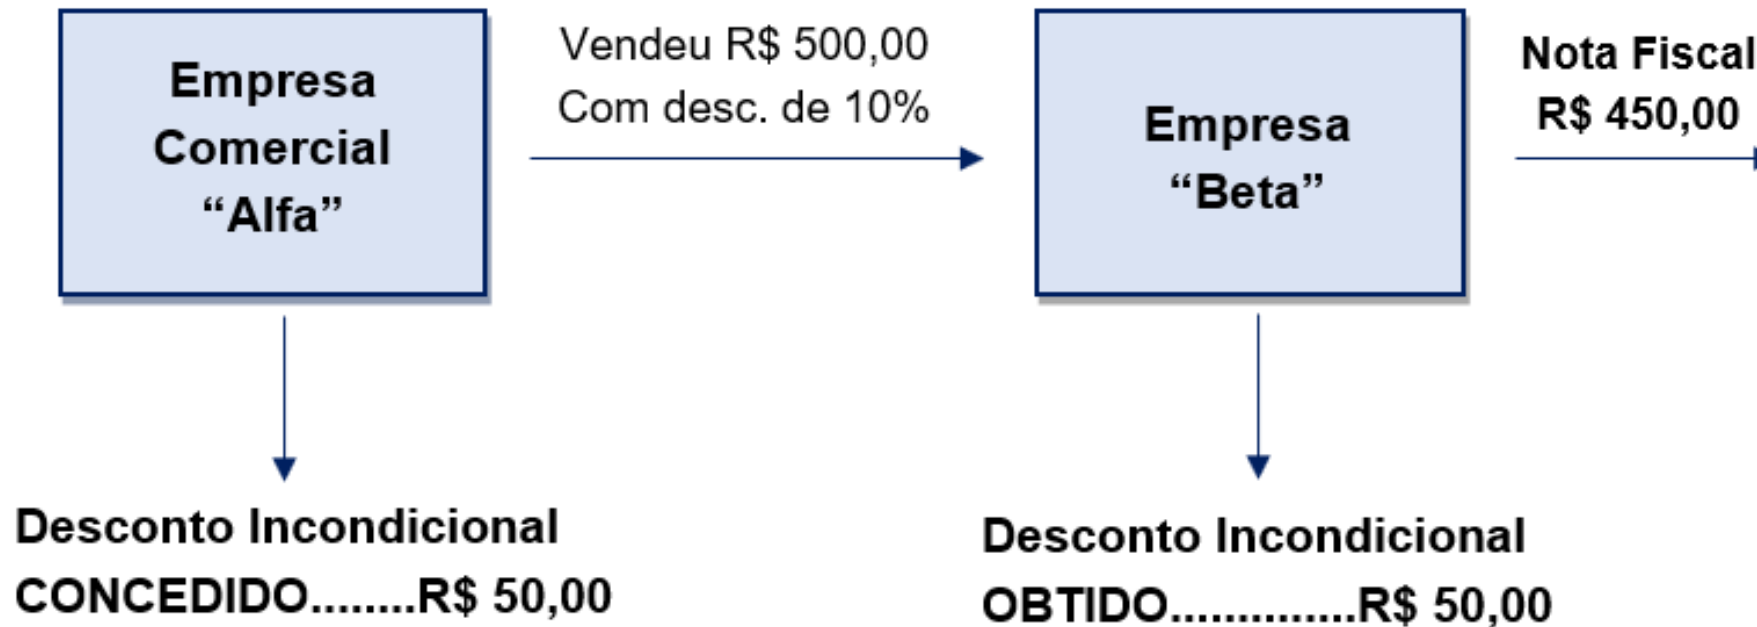 Empresa
Comercial
“Alfa”
Vendeu R$ 500,00
Com desc. de 10%
Empresa
“Beta”
Nota Fiscal
R$ 450,00
Desconto Incondicional
CONCEDIDO........R$ 50,00
Desconto Incondicional
OBTIDO..............R$ 50,00